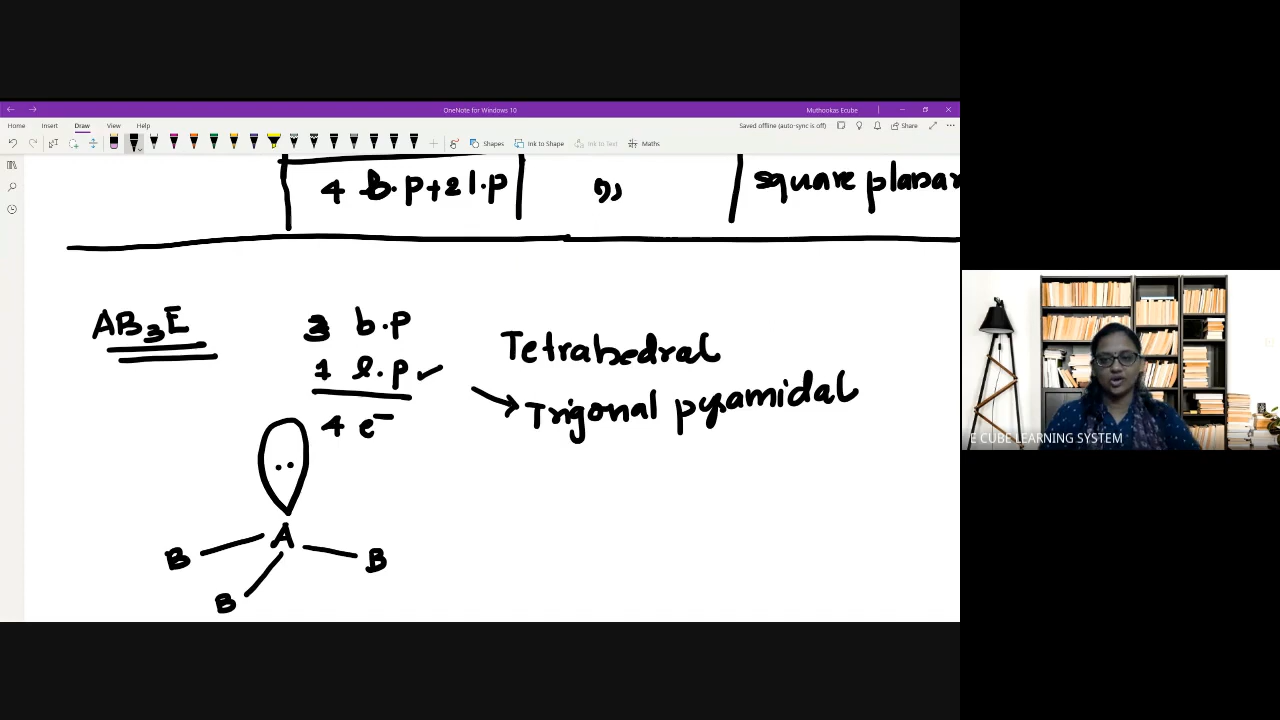 OneNote for Windows 10
Muthookas Ecube
Home Insert Draw View Help
Saved offline (auto-sync is off)
Share
Shapes
Ink to Shape
Ink to Text
Maths
4 b.p+2 l.p
,,
square planar
AB3E
3 b.p
1 l.p ✓
4 e-
Tetrahedral
→ Trigonal pyramidal
A
B
B
B
E CUBE LEARNING SYSTEM